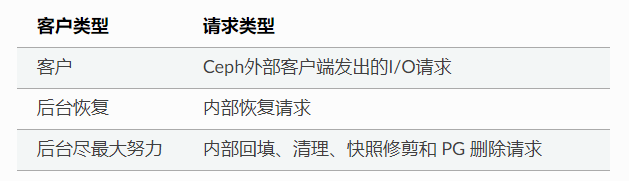 客户类型 请求类型
客户 Ceph外部客户端发出的I/O请求
后台恢复 内部恢复请求
后台尽最大努力 内部回填、清理、快照修剪和 PG 删除请求